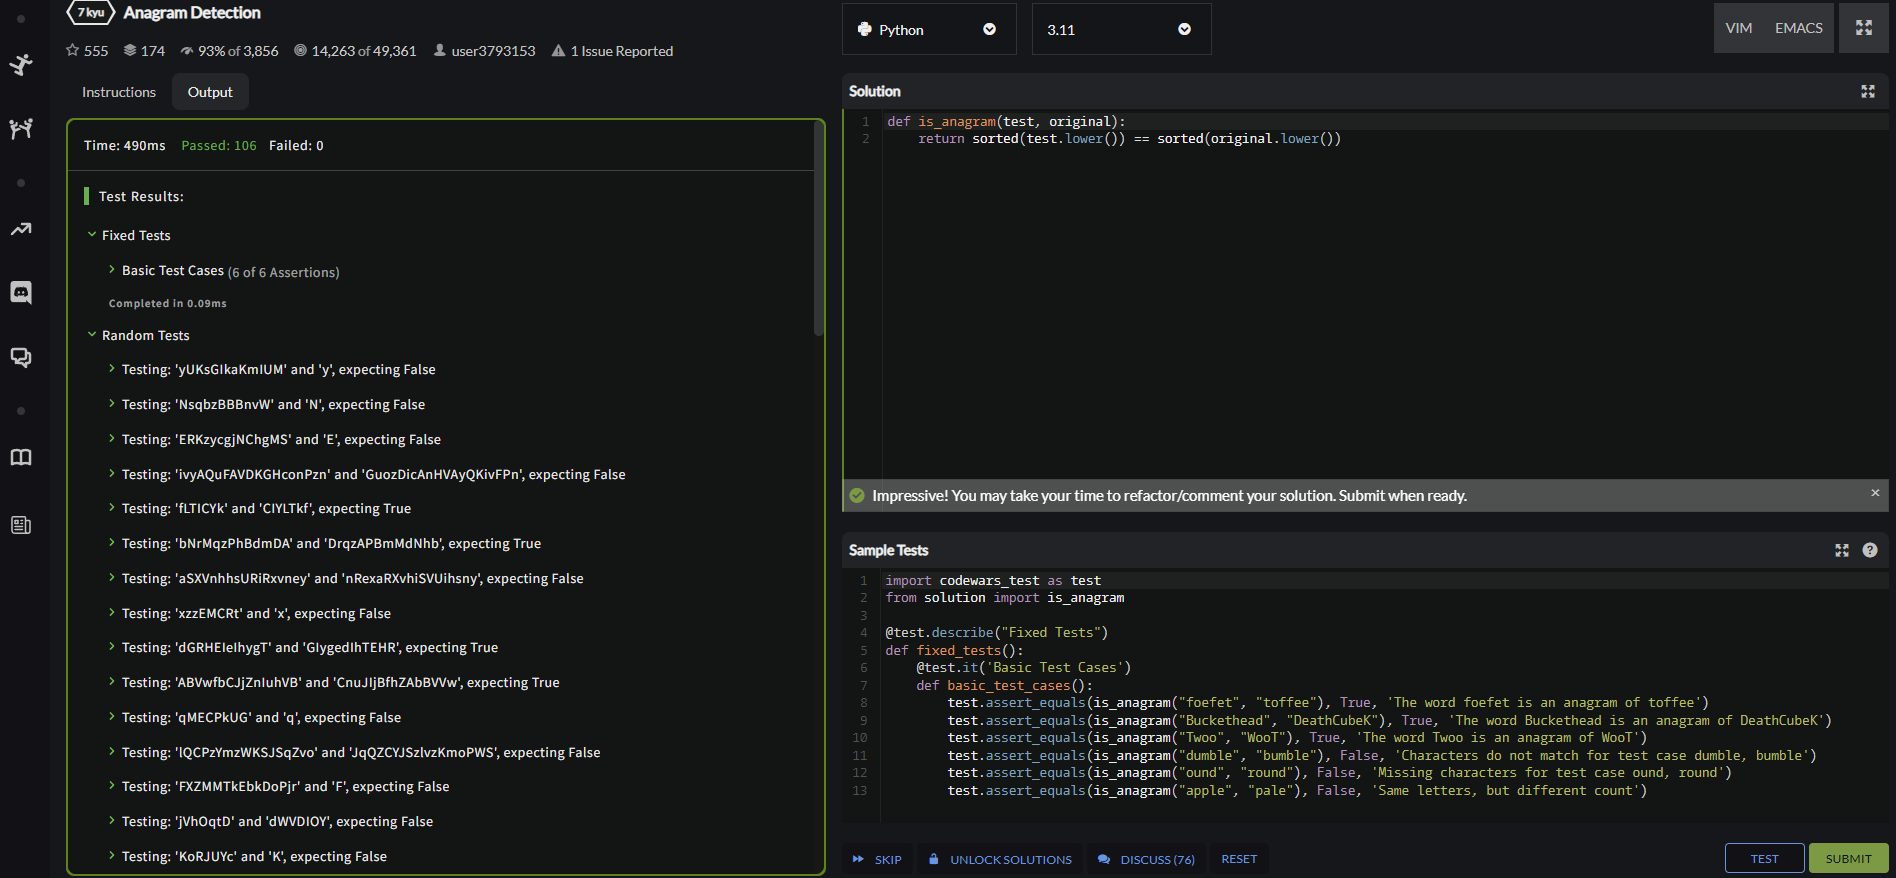 7 kyu Anagram Detection
555 174 93% of 3,856 14,263 of 49,361 user3793153 1 Issue Reported
Instructions Output
Time: 490ms Passed: 106 Failed: 0
Test Results:
Fixed Tests
Basic Test Cases (6 of 6 Assertions)
Completed in 0.09ms
Random Tests
Testing: 'yUKsGIkaKmIUM' and 'y', expecting False
Testing: 'NsqbzBBBnvW' and 'N', expecting False
Testing: 'ERKzycgjNChgMS' and 'E', expecting False
Testing: 'ivyAQuFAVDKGHconPzn' and 'GuozDicAnHVAyQKivFPn', expecting False
Testing: 'fLTICYk' and 'CIYLTkf', expecting True
Testing: 'bNrMqzPhBdmDA' and 'DrqzAPBmMdNhb', expecting True
Testing: 'aSXVnhhsURiRxvney' and 'nRexaRXvhiSVUihsny', expecting False
Testing: 'xzzEMCRt' and 'x', expecting False
Testing: 'dGRHEIeIhygT' and 'GIygedIhTEHR', expecting True
Testing: 'ABVwfbCJjZnIuhVB' and 'CnuJIjBfhZAbBVVw', expecting True
Testing: 'qMECPkUG' and 'q', expecting False
Testing: 'lQCPzYmzWKSJSqZvo' and 'JqQZCYJSzlvzKmoPWS', expecting False
Testing: 'FXZMMTkEbkDoPjr' and 'F', expecting False
Testing: 'jVhOqtD' and 'dWVDIOY', expecting False
Testing: 'KoRJUYc' and 'K', expecting False
Python 3.11 VIM EMACS
Solution
1 def is_anagram(test, original):
2 return sorted(test.lower()) == sorted(original.lower())
Impressive! You may take your time to refactor/comment your solution. Submit when ready. ×
Sample Tests ?
1 import codewars_test as test
2 from solution import is_anagram
3
4 @test.describe("Fixed Tests")
5 def fixed_tests():
6 @test.it('Basic Test Cases')
7 def basic_test_cases():
8 test.assert_equals(is_anagram("foefet", "toffee"), True, 'The word foefet is an anagram of toffee')
9 test.assert_equals(is_anagram("Buckethead", "DeathCubeK"), True, 'The word Buckethead is an anagram of DeathCubeK')
10 test.assert_equals(is_anagram("Twoo", "WooT"), True, 'The word Twoo is an anagram of WooT')
11 test.assert_equals(is_anagram("dumble", "bumble"), False, 'Characters do not match for test case dumble, bumble')
12 test.assert_equals(is_anagram("ound", "round"), False, 'Missing characters for test case ound, round')
13 test.assert_equals(is_anagram("apple", "pale"), False, 'Same letters, but different count')
SKIP UNLOCK SOLUTIONS DISCUSS (76) RESET TEST SUBMIT